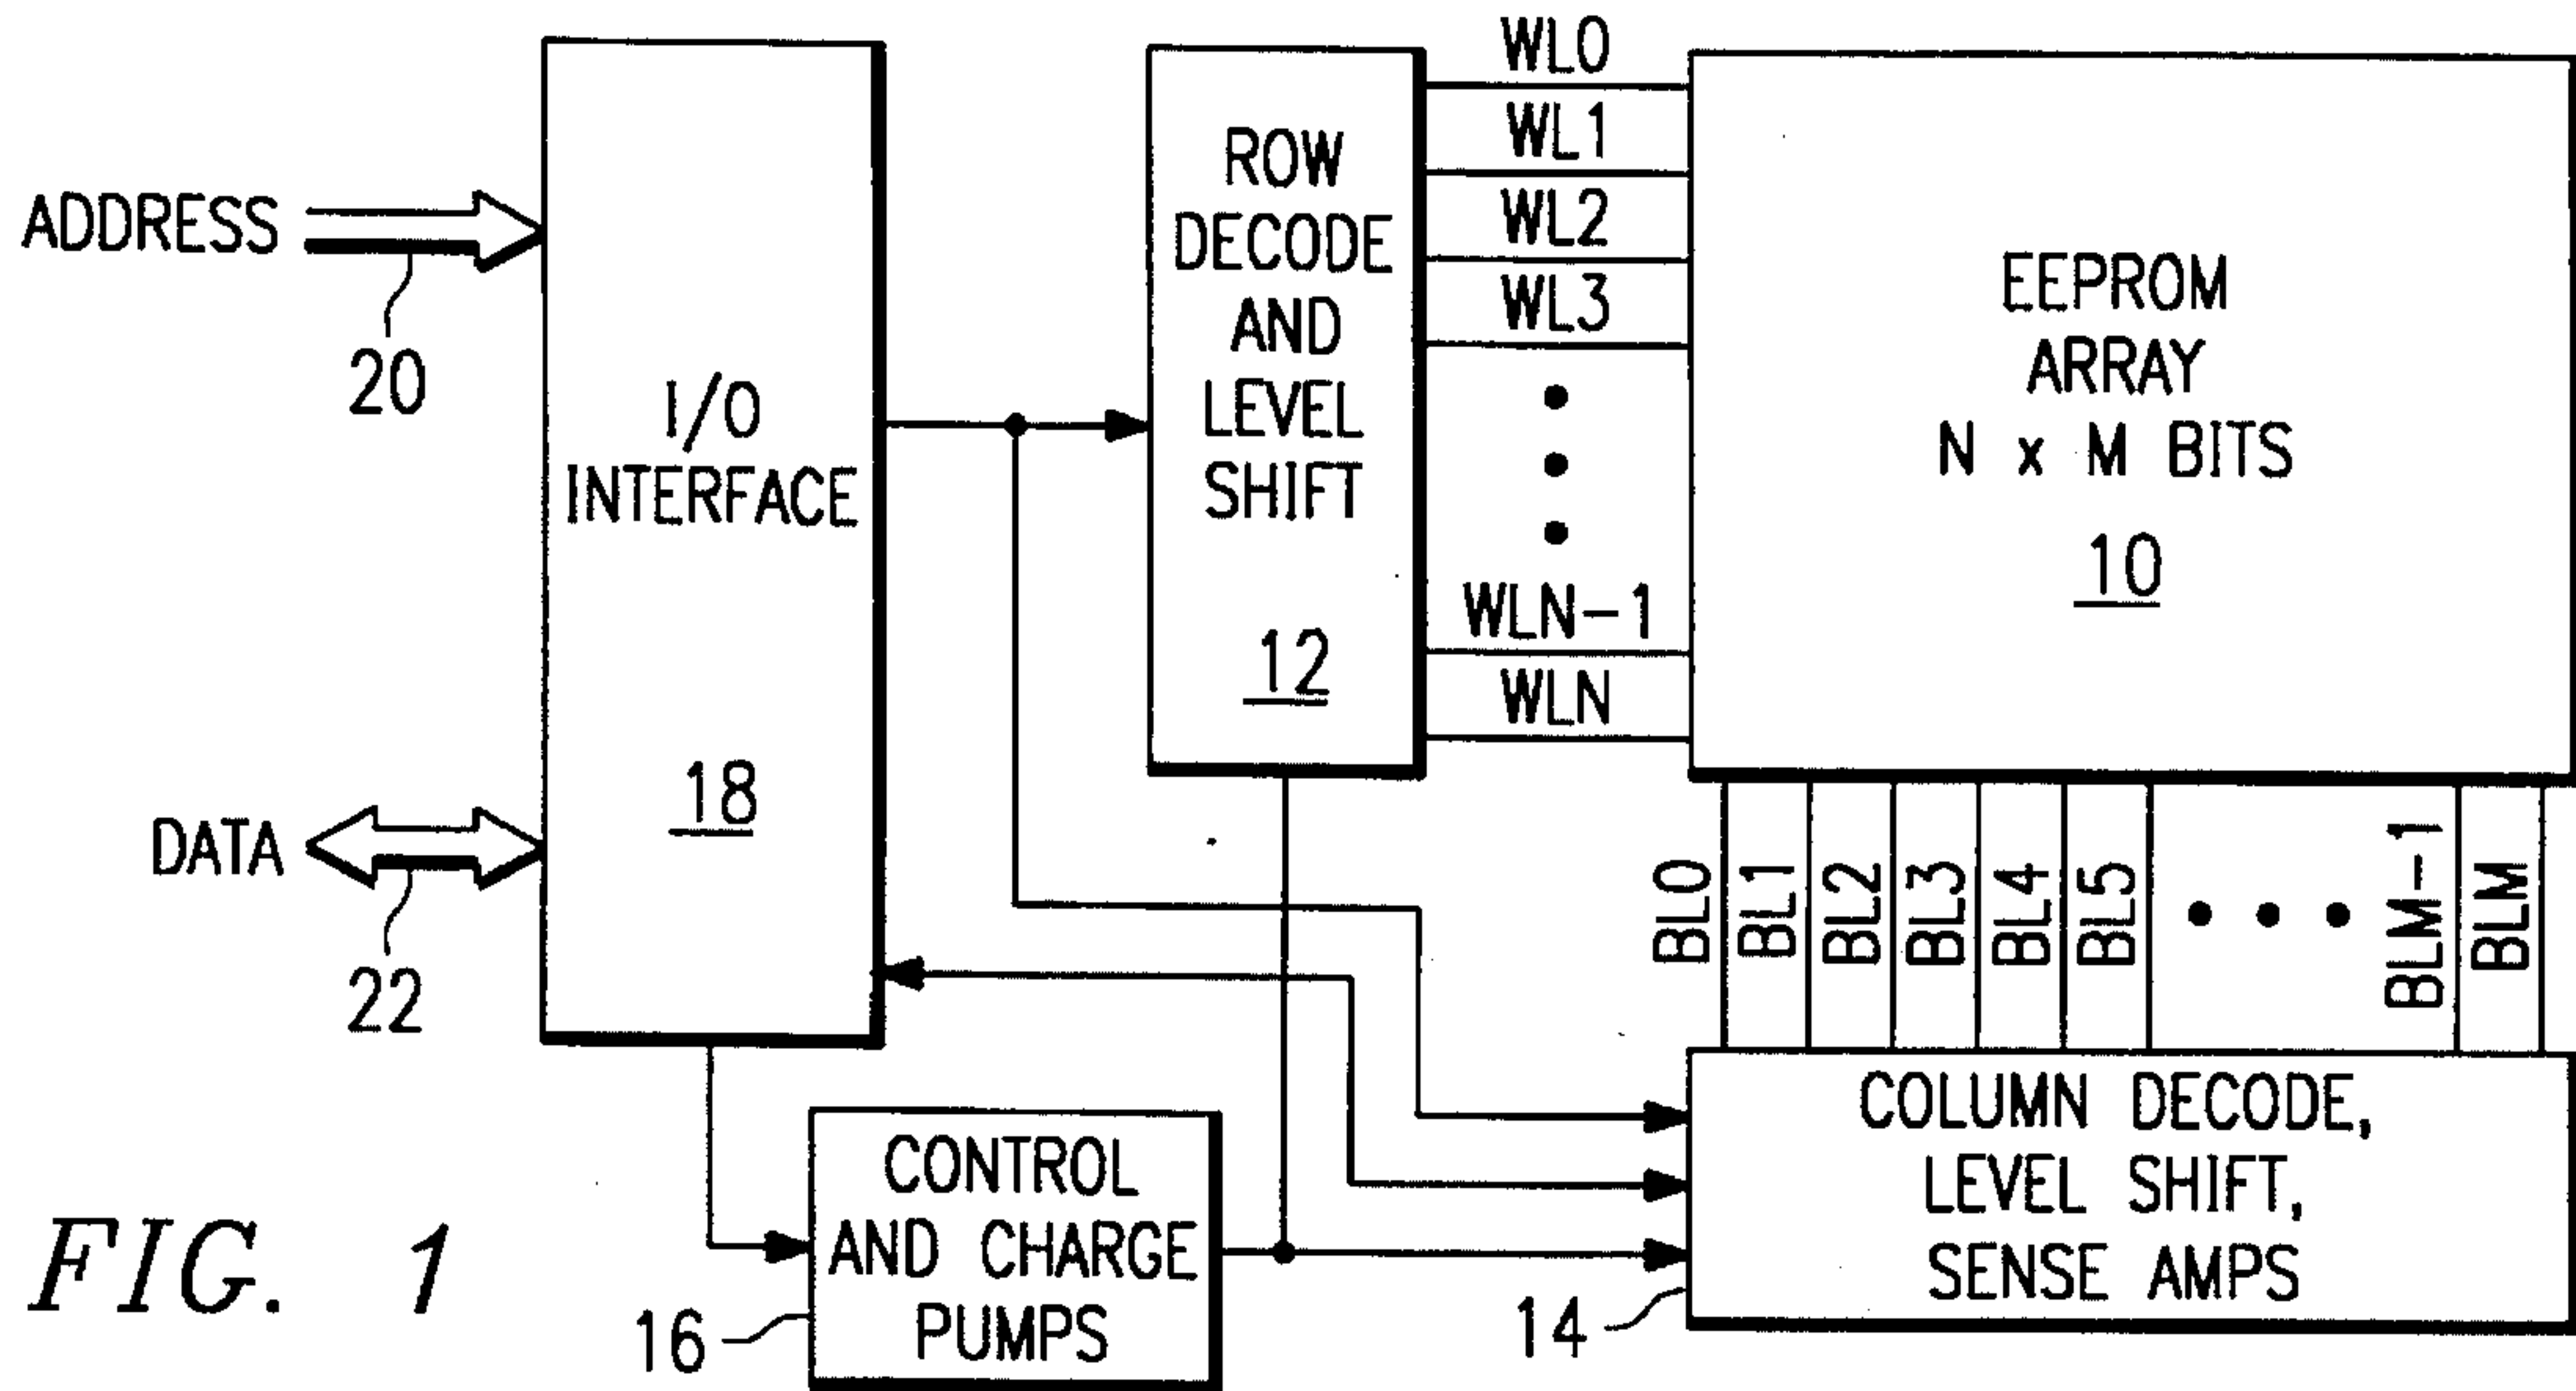 ADDRESS
20
DATA
22
I/O
INTERFACE
18
ROW
DECODE
AND
LEVEL
SHIFT
12
WL0
WL1
WL2
WL3
WLN-1
WLN
EEPROM
ARRAY
N x M BITS
10
BL0
BL1
BL2
BL3
BL4
BL5
BLM-1
BLM
CONTROL
AND CHARGE
PUMPS
16
COLUMN DECODE,
LEVEL SHIFT,
SENSE AMPS
14
FIG. 1